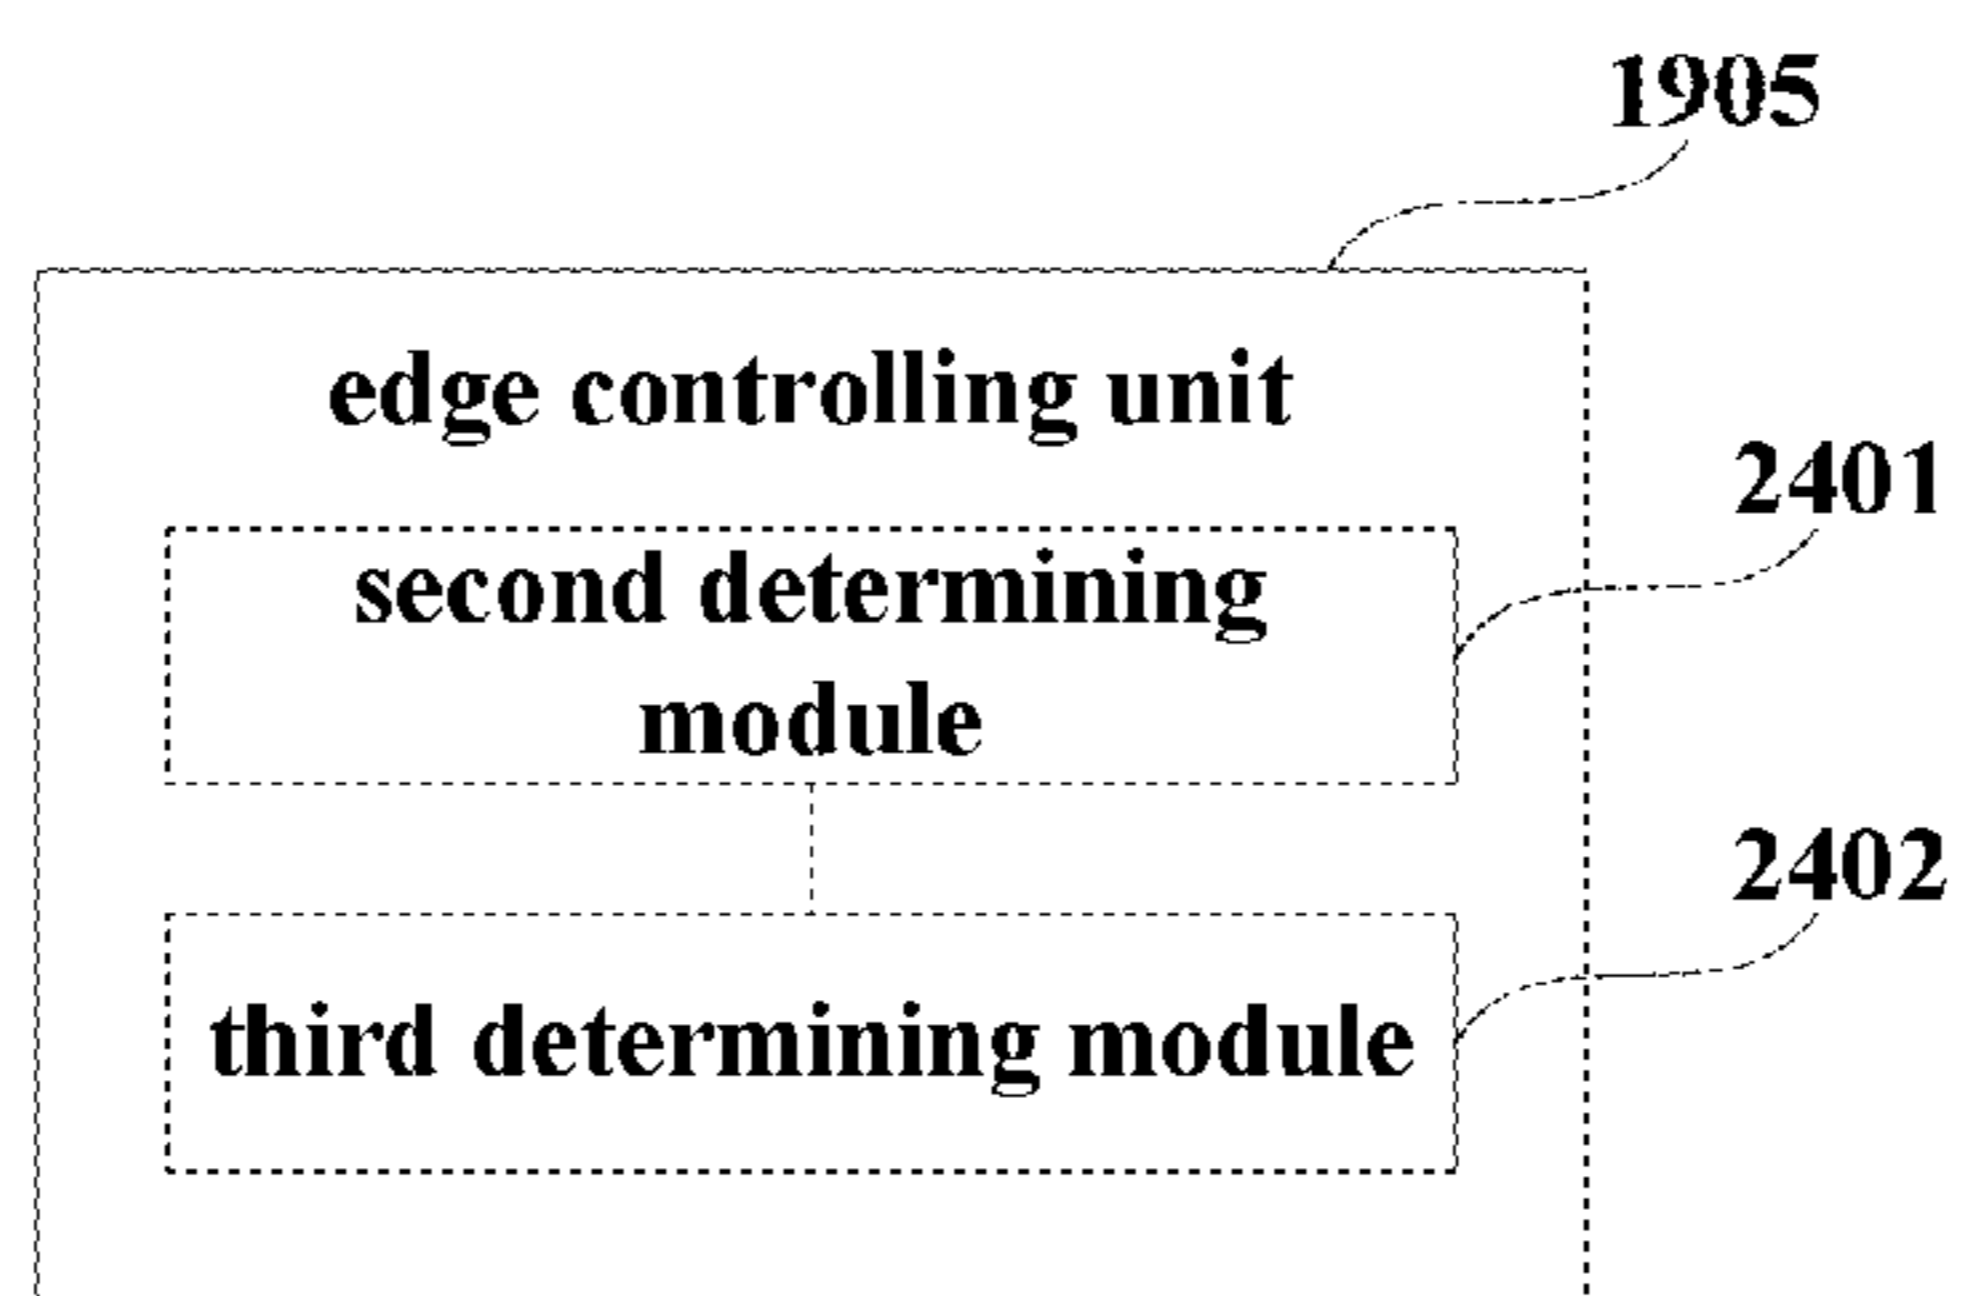 1905
edge controlling unit
2401
second determining
module
2402
third determining module